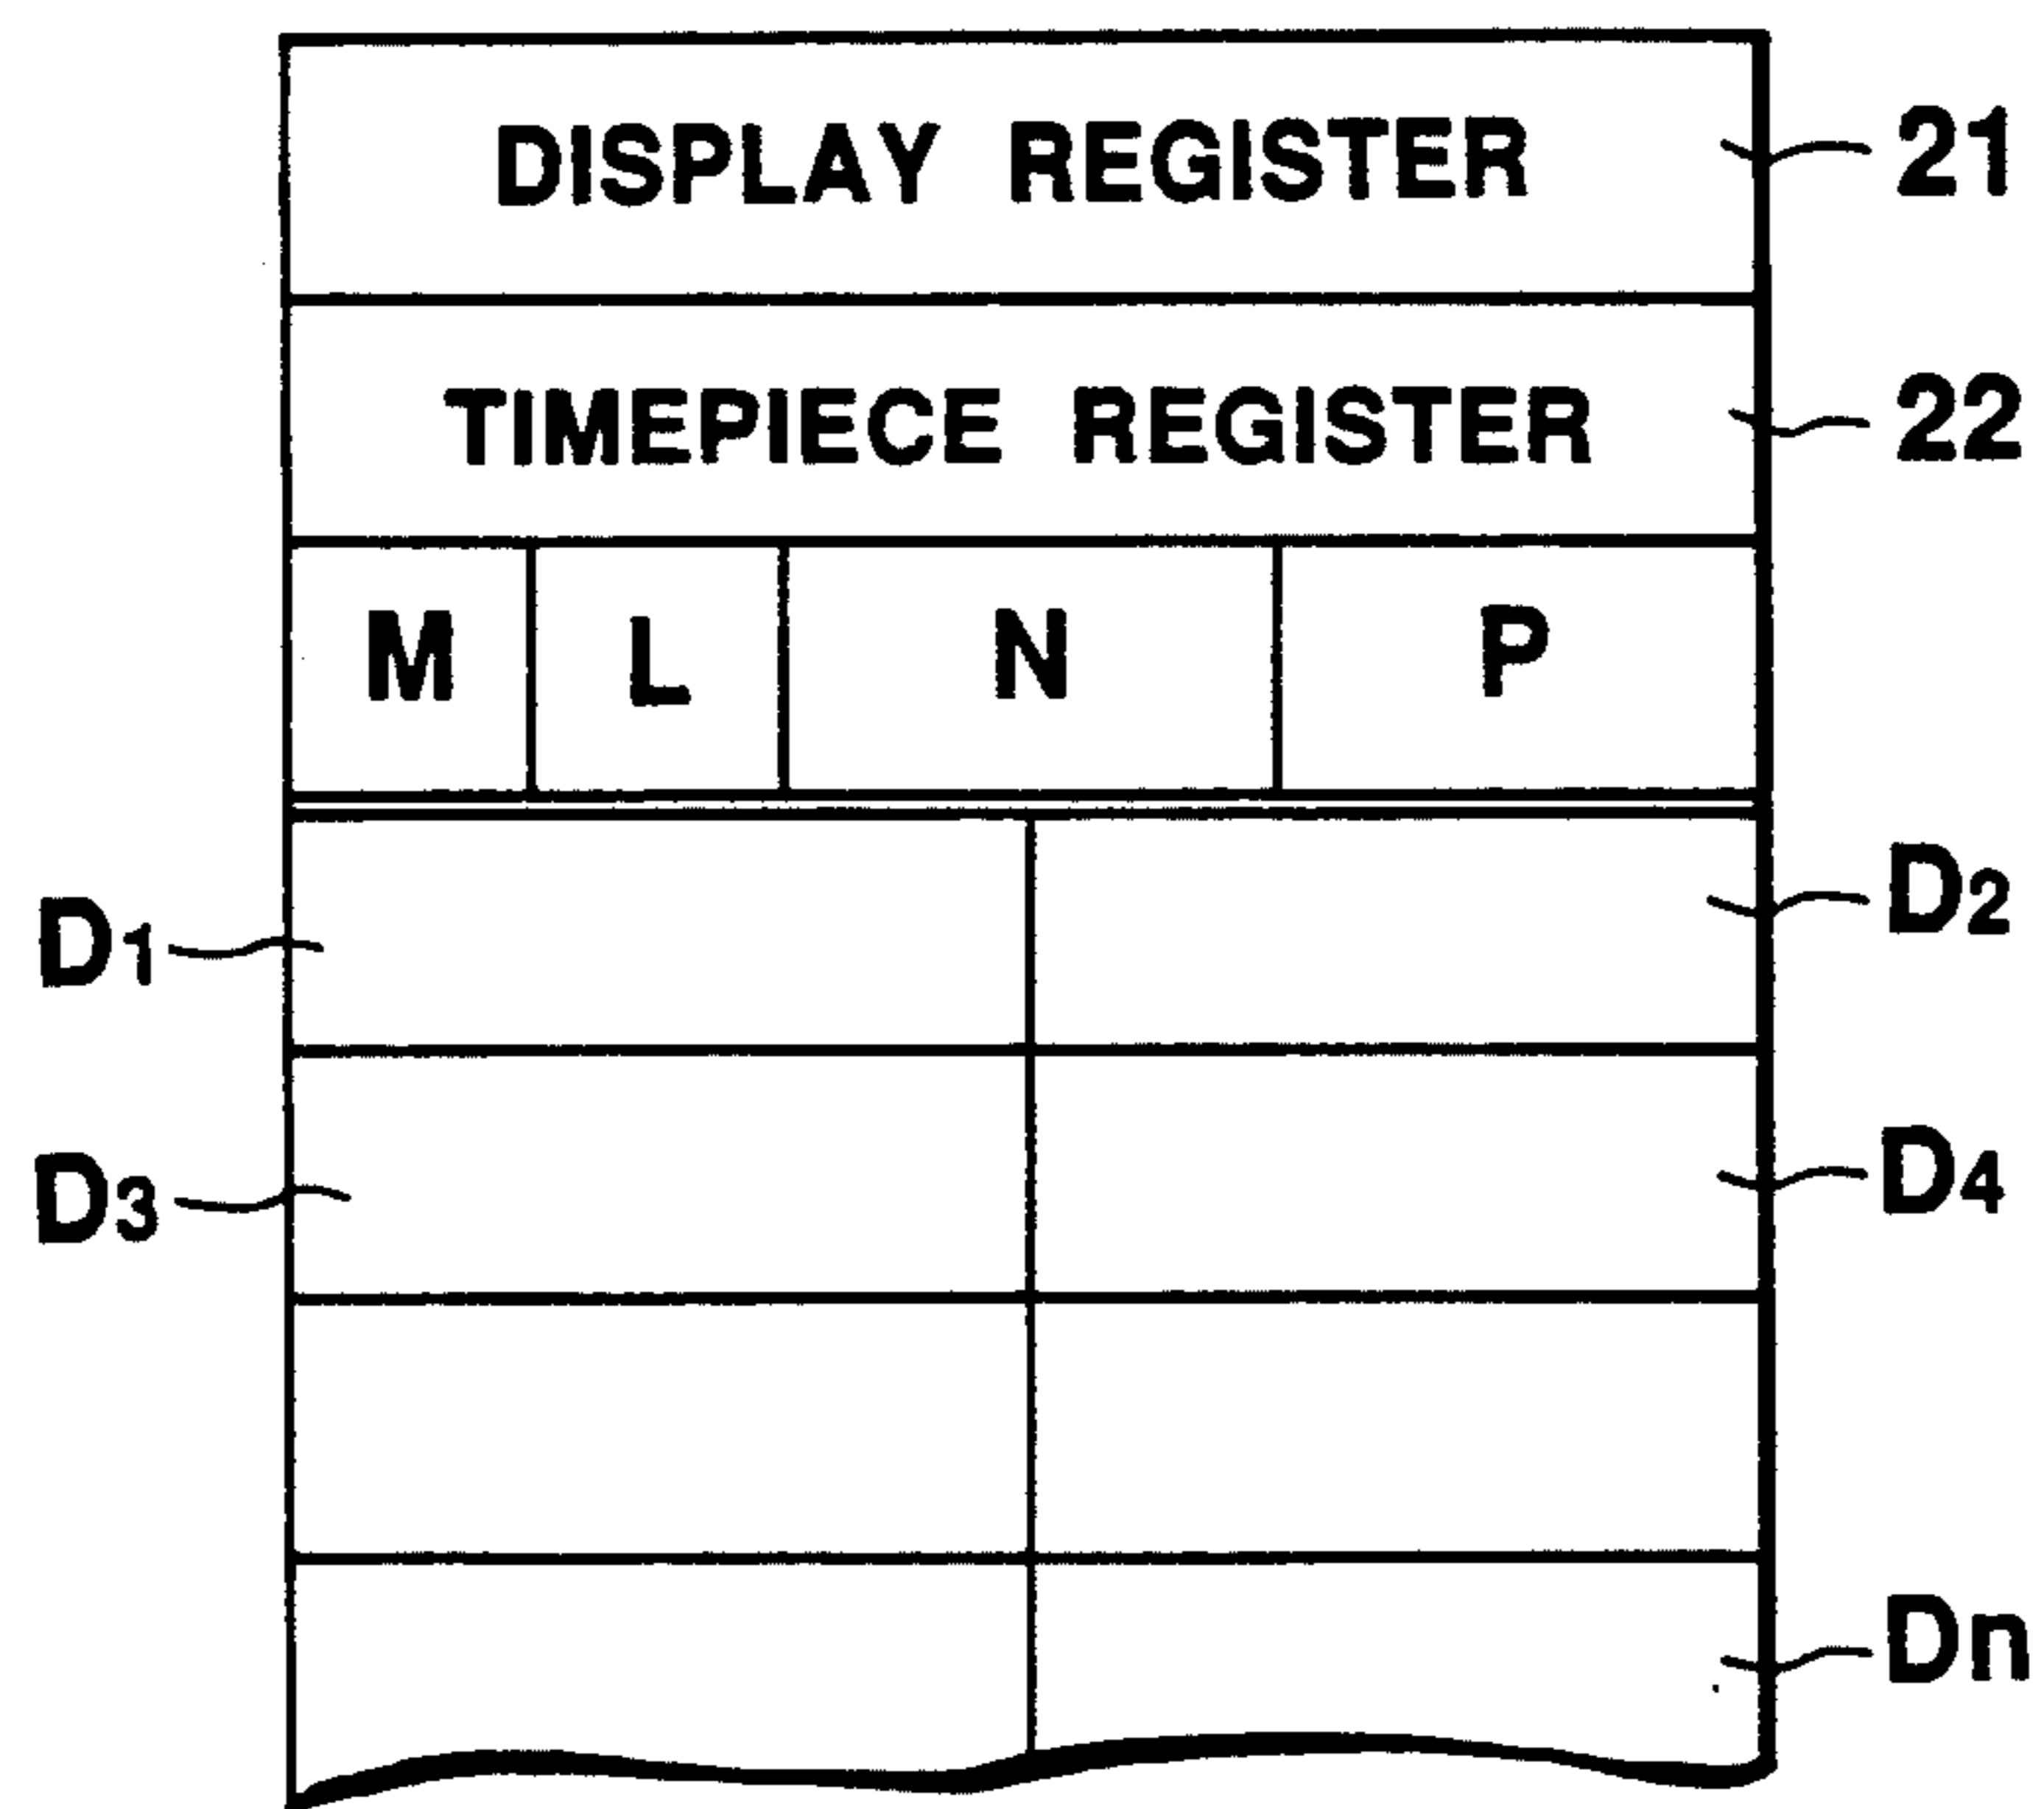 DISPLAY REGISTER 21
TIMEPIECE REGISTER 22
M L N P
D1 D2
D3 D4
Dn